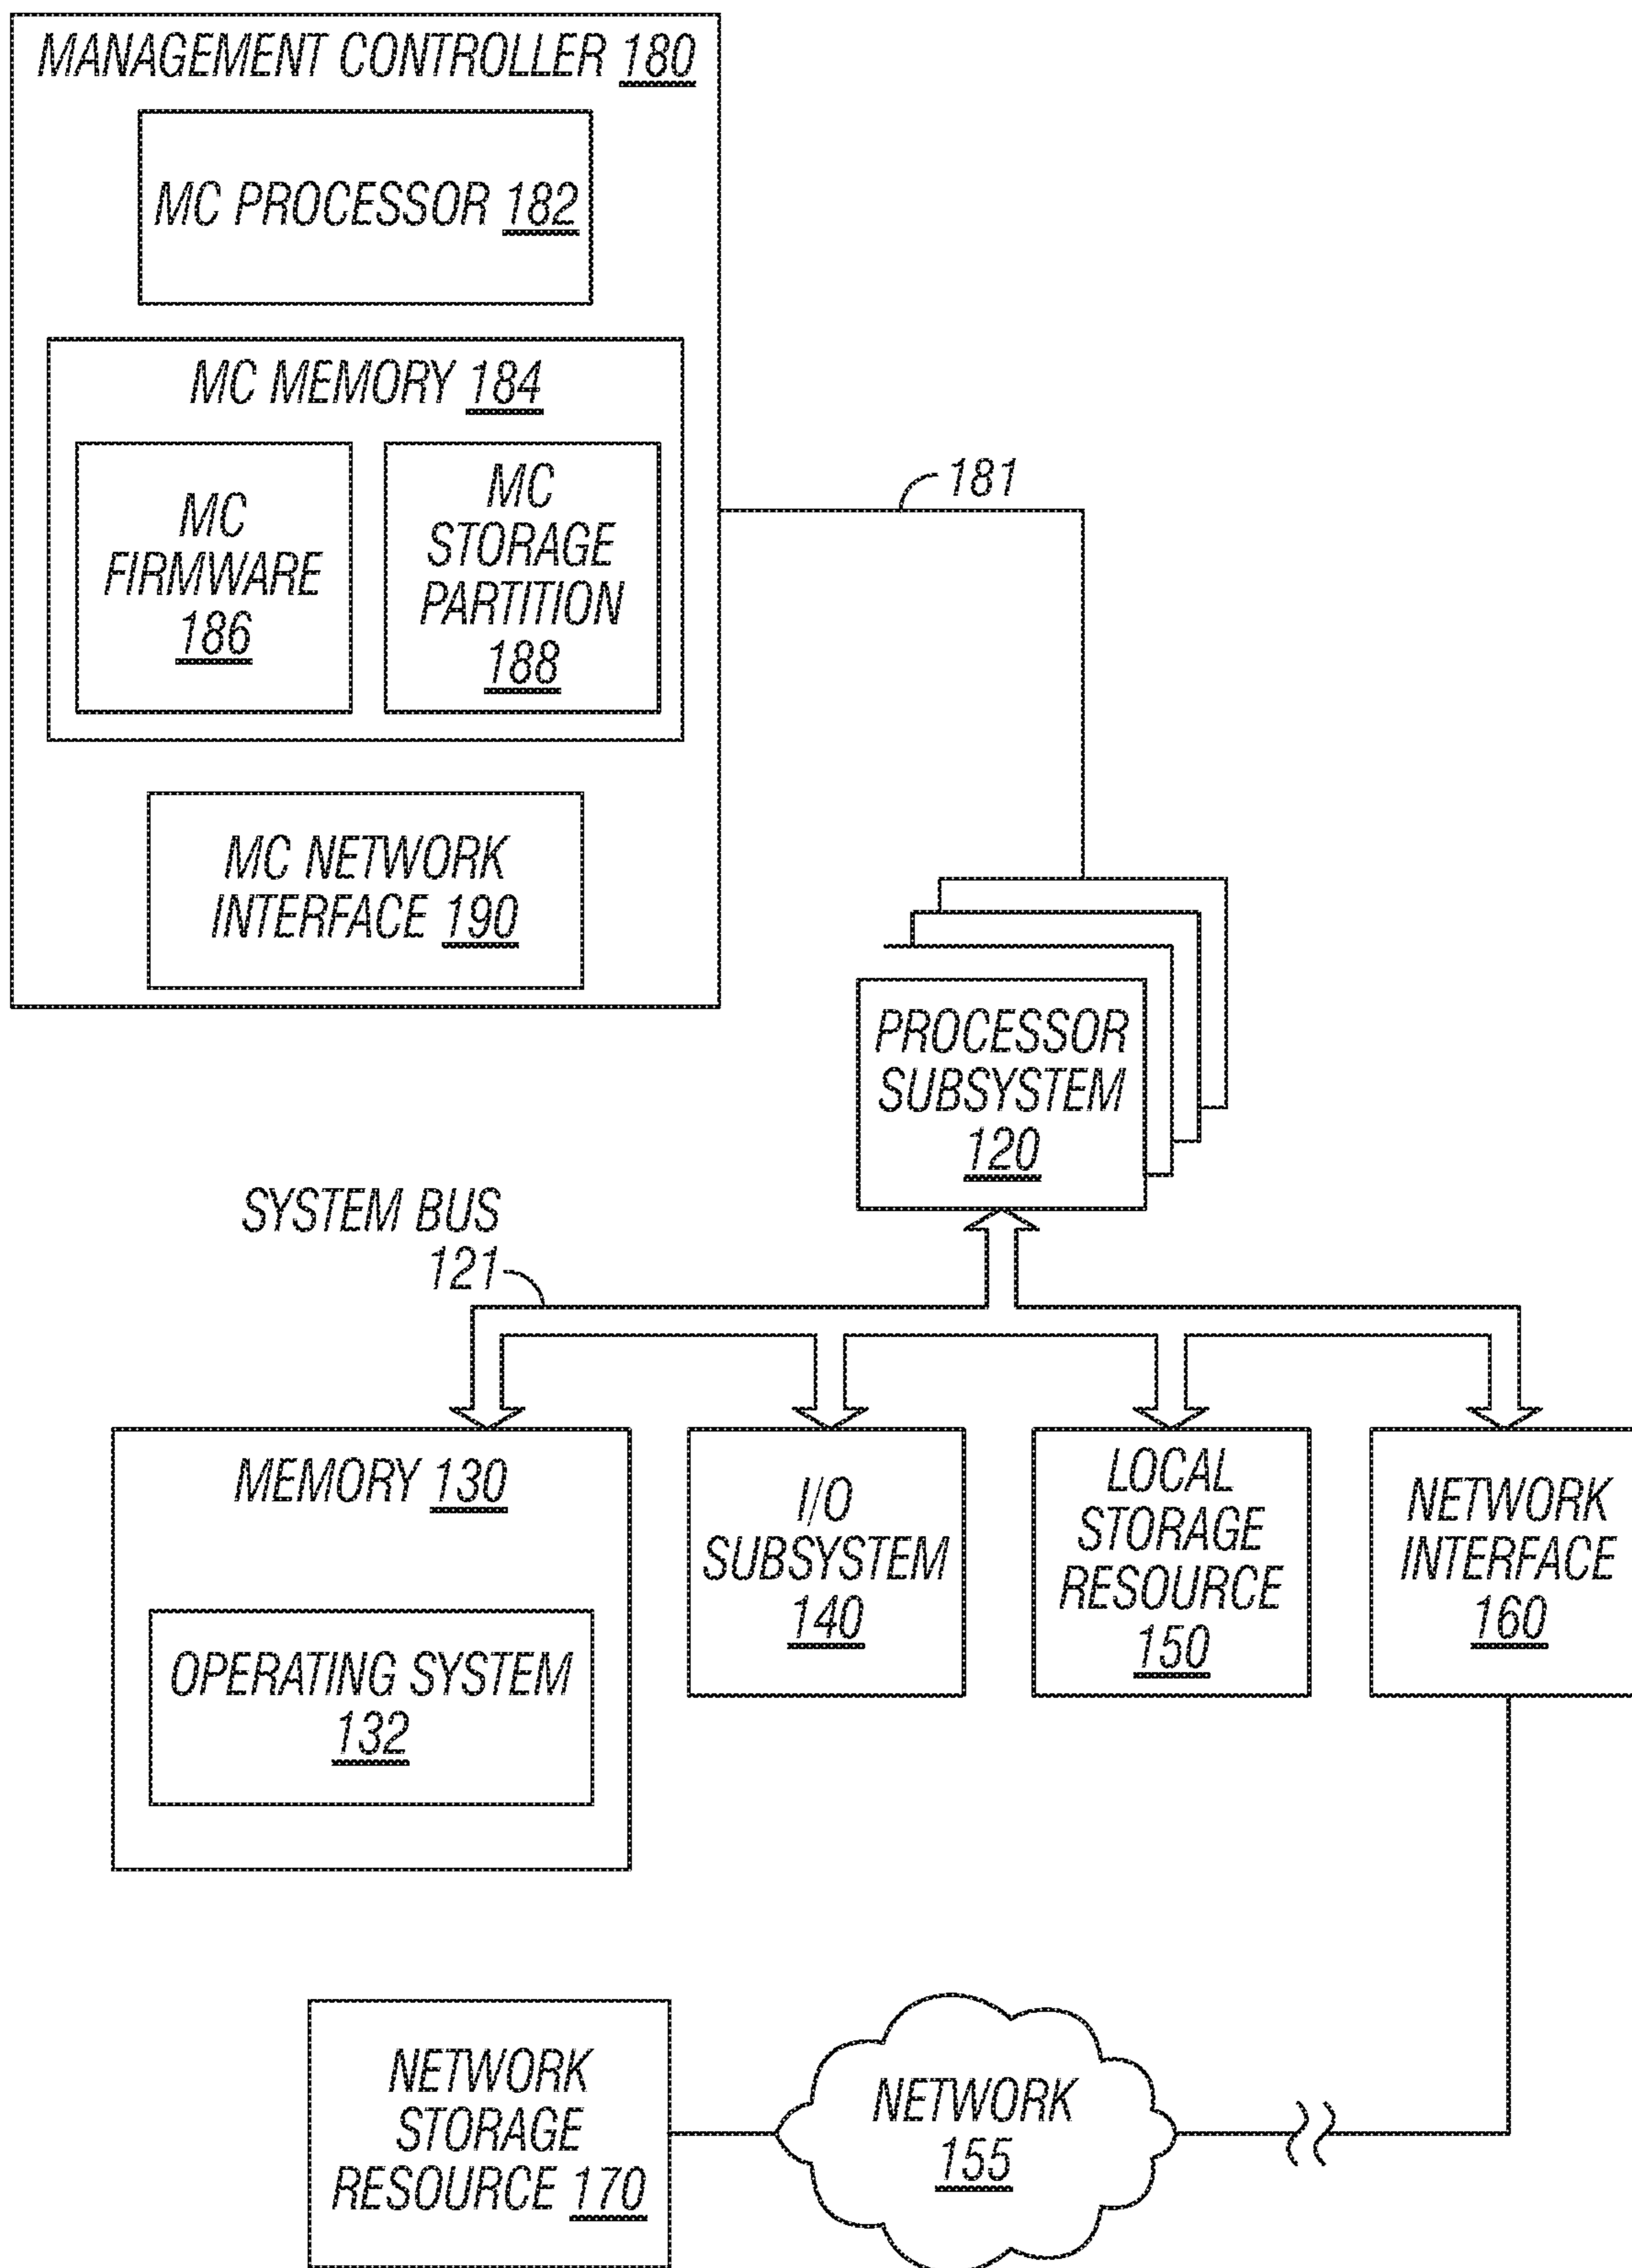 MANAGEMENT CONTROLLER 180
MC PROCESSOR 182
MC MEMORY 184
MC
FIRMWARE
186
MC
STORAGE
PARTITION
188
MC NETWORK
INTERFACE 190
181
PROCESSOR
SUBSYSTEM
120
SYSTEM BUS
121
MEMORY 130
OPERATING SYSTEM
132
I/O
SUBSYSTEM
140
LOCAL
STORAGE
RESOURCE
150
NETWORK
INTERFACE
160
NETWORK
STORAGE
RESOURCE 170
NETWORK
155